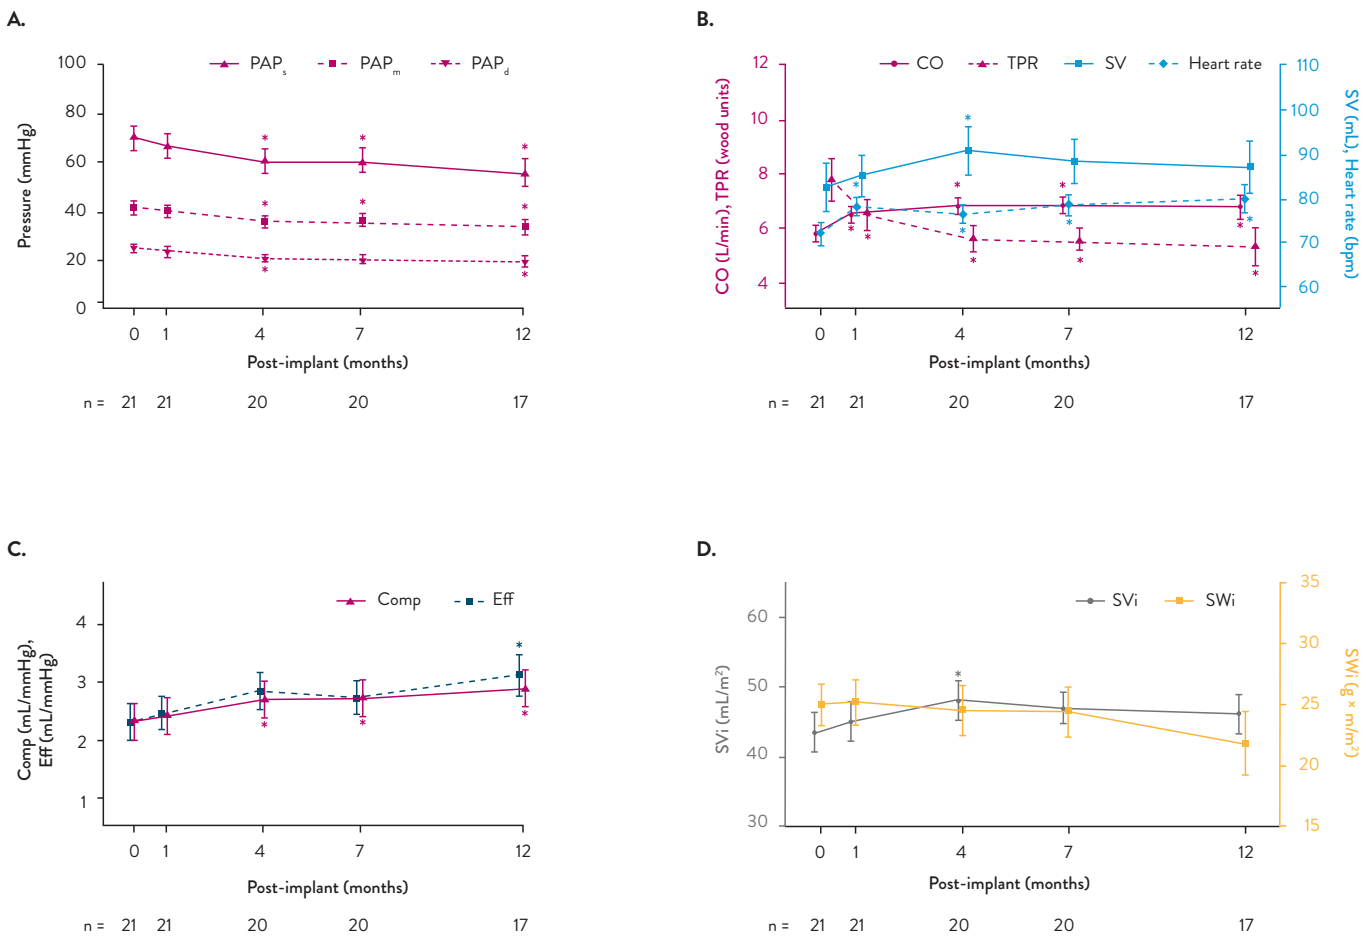 A.
PAPs PAPm PAPd
Pressure (mmHg)
100
80
60
40
20
0
* * *
* * *
* *
0 1 4 7 12
Post-implant (months)
n = 21 21 20 20 17
B.
CO TPR SV Heart rate
CO (L/min), TPR (wood units)
12
10
8
6
4
SV (mL), Heart rate (bpm)
110
100
90
80
70
60
*
* * *
* * * * * *
* * *
0 1 4 7 12
Post-implant (months)
n = 21 21 20 20 17
C.
Comp Eff
Comp (mL/mmHg),
Eff (mL/mmHg)
4
3
2
1
*
* * *
0 1 4 7 12
Post-implant (months)
n = 21 21 20 20 17
D.
SVi SWi
SVi (mL/m²)
60
50
40
30
SWi (g × m/m²)
35
30
25
20
15
*
0 1 4 7 12
Post-implant (months)
n = 21 21 20 20 17